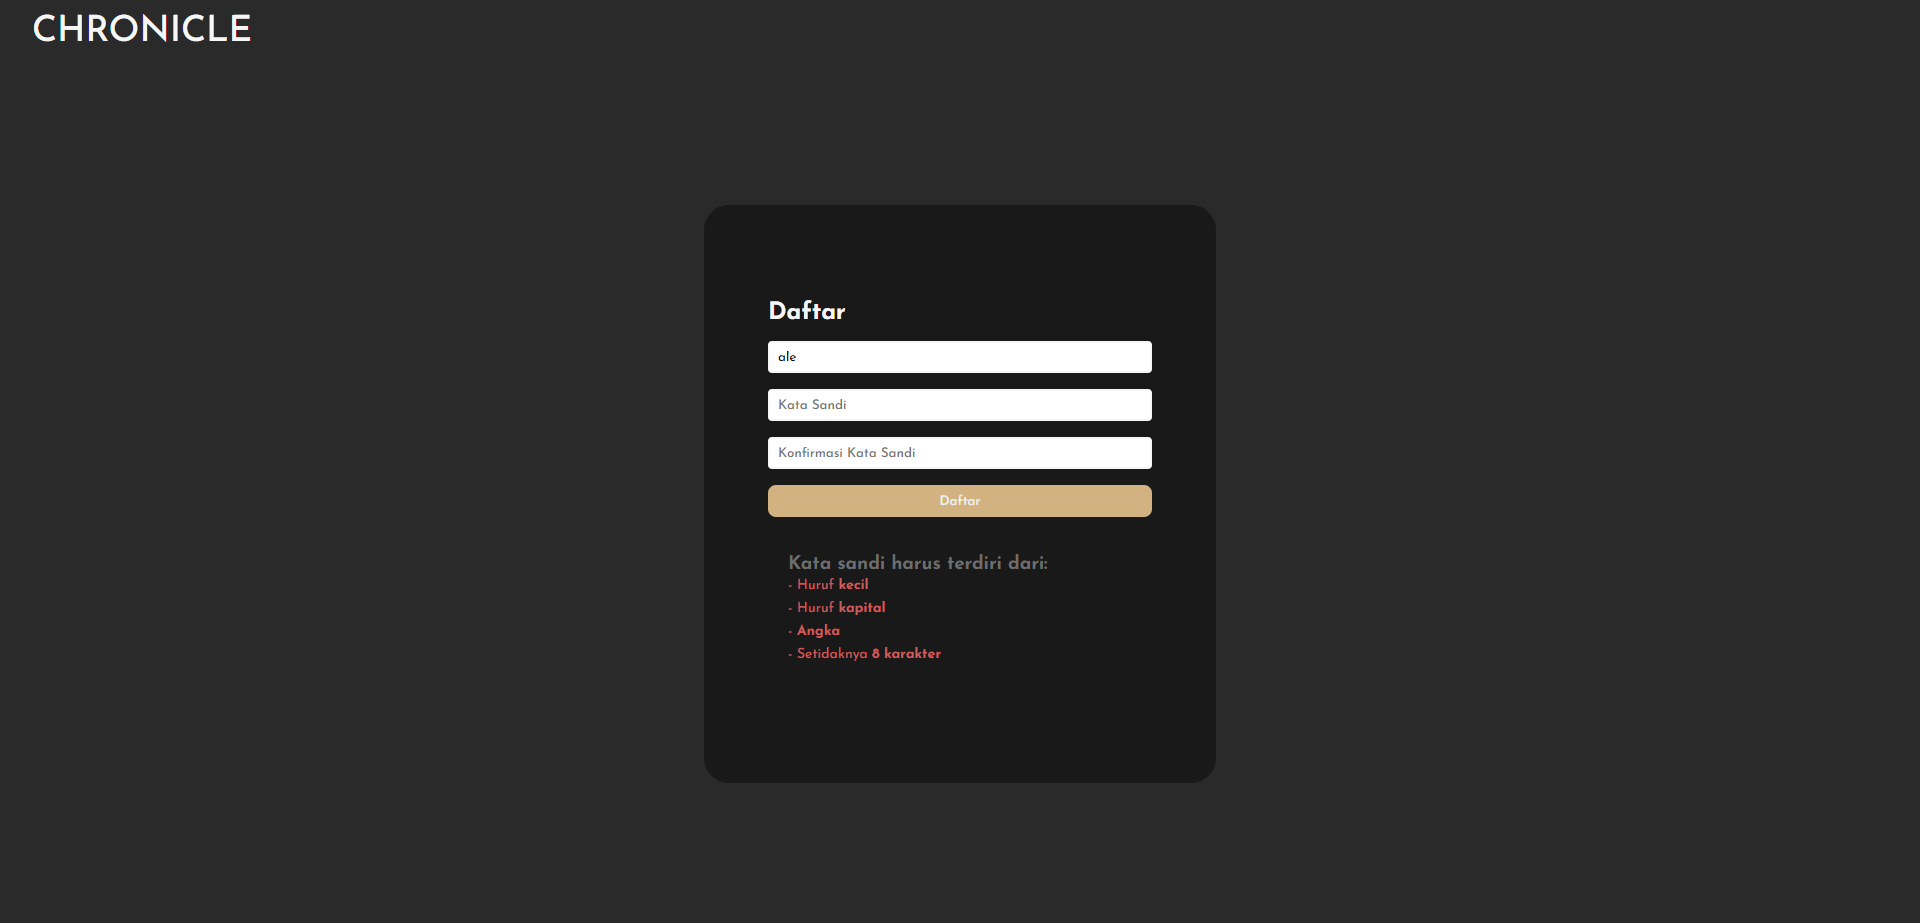 CHRONICLE
Daftar
ale
Kata Sandi
Konfirmasi Kata Sandi
Daftar
Kata sandi harus terdiri dari:
- Huruf kecil
- Huruf kapital
- Angka
- Setidaknya 8 karakter